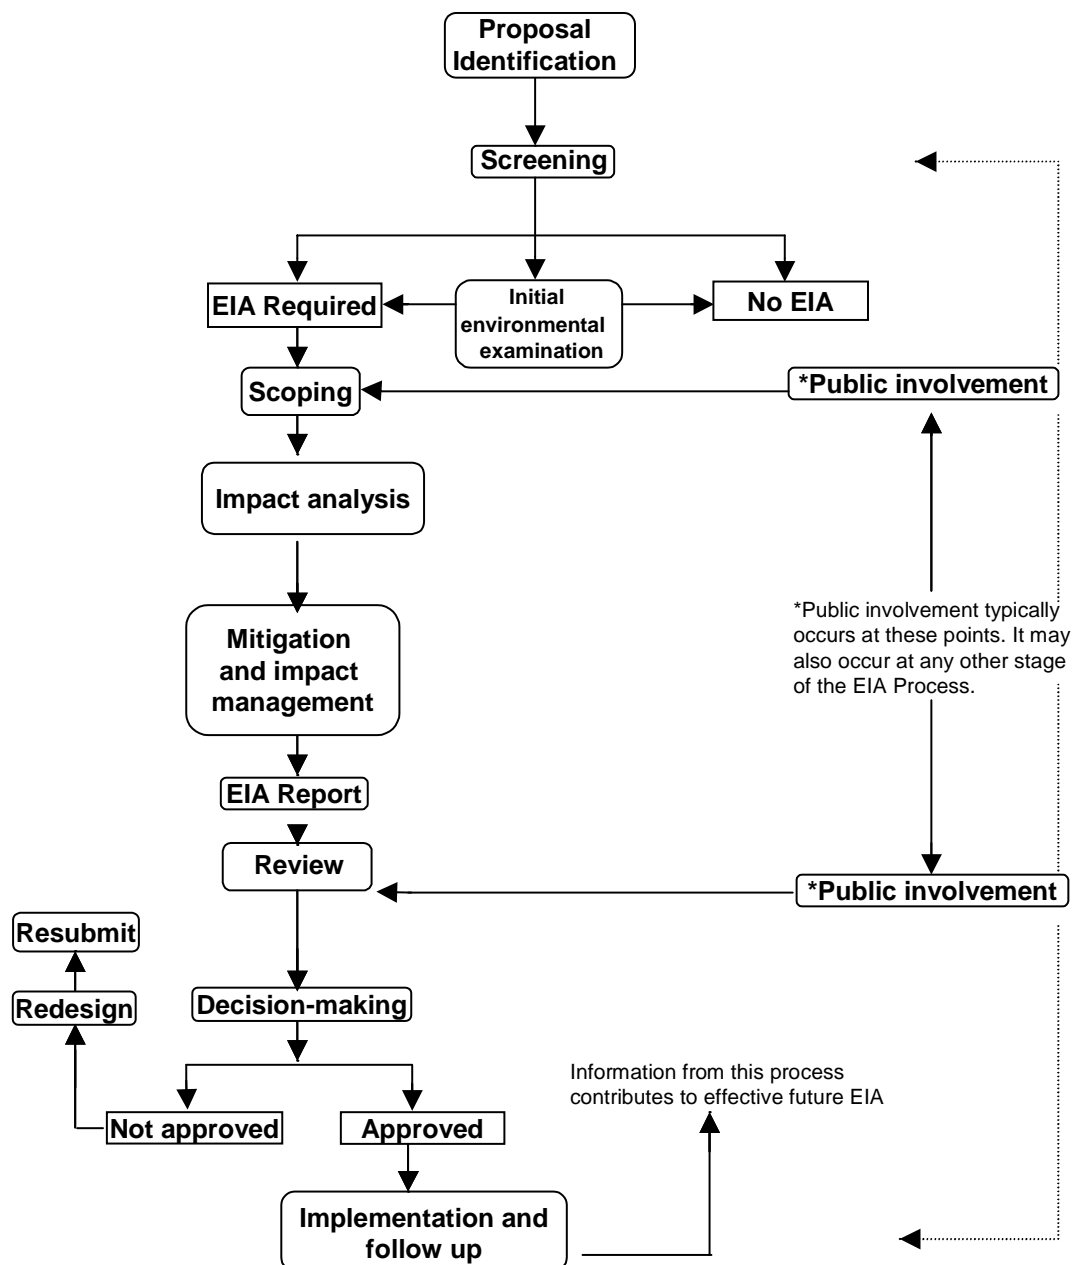 Proposal
Identification
Screening
EIA Required
Initial
environmental
examination
No EIA
Scoping
*Public involvement
Impact analysis
*Public involvement typically
occurs at these points. It may
also occur at any other stage
of the EIA Process.
Mitigation
and impact
management
EIA Report
Review
*Public involvement
Resubmit
Redesign
Decision-making
Information from this process
contributes to effective future EIA
Not approved
Approved
Implementation and
follow up